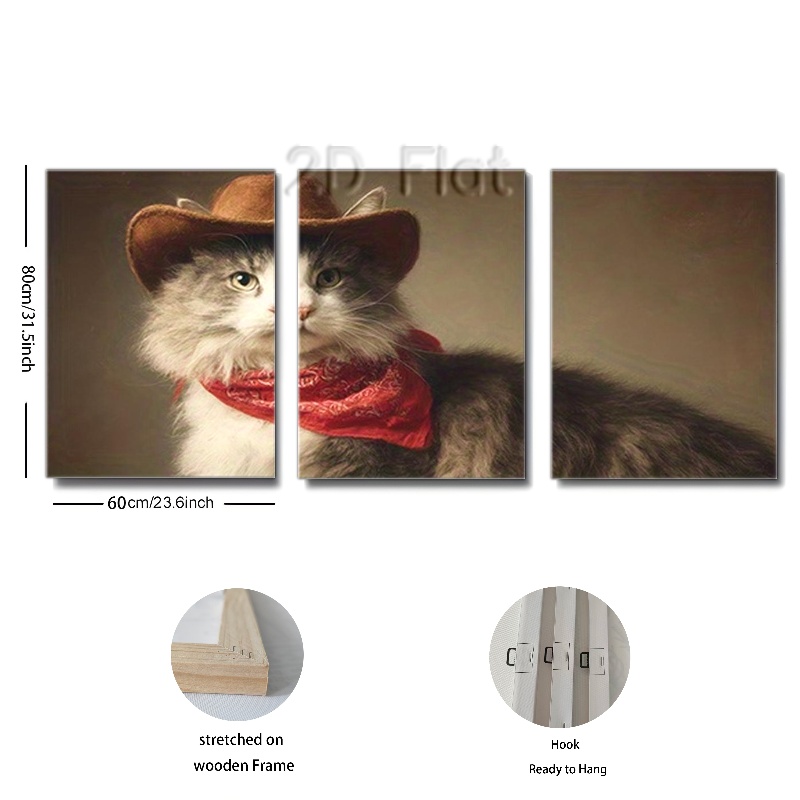 2D Flat
80cm/31.5inch
60cm/23.6inch
stretched on
wooden Frame
Hook
Ready to Hang